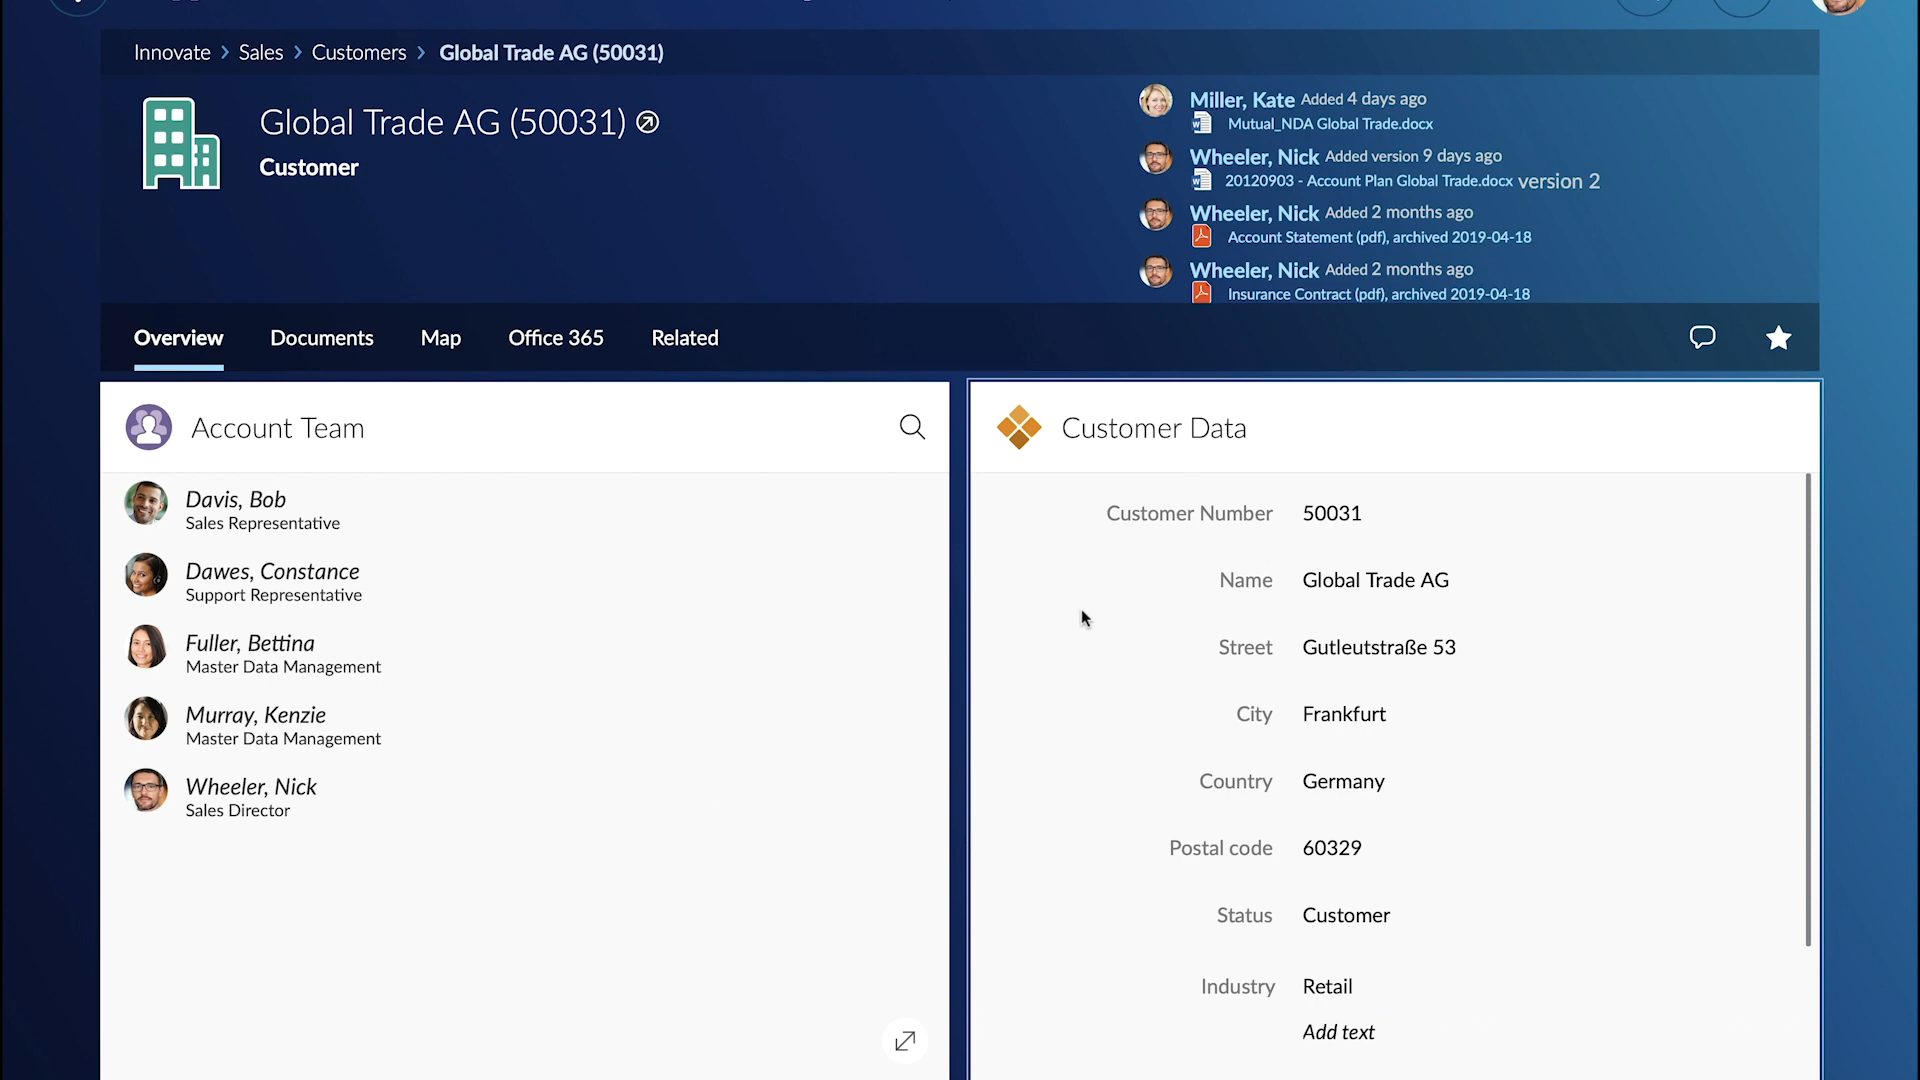 Innovate > Sales > Customers > Global Trade AG (50031)
Global Trade AG (50031)
Customer
Miller, Kate Added 4 days ago
Mutual_NDA Global Trade.docx
Wheeler, Nick Added version 9 days ago
20120903 - Account Plan Global Trade.docx version 2
Wheeler, Nick Added 2 months ago
Account Statement (pdf), archived 2019-04-18
Wheeler, Nick Added 2 months ago
Insurance Contract (pdf), archived 2019-04-18
Overview Documents Map Office 365 Related
Account Team
Davis, Bob
Sales Representative
Dawes, Constance
Support Representative
Fuller, Bettina
Master Data Management
Murray, Kenzie
Master Data Management
Wheeler, Nick
Sales Director
Customer Data
Customer Number 50031
Name Global Trade AG
Street Gutleutstraße 53
City Frankfurt
Country Germany
Postal code 60329
Status Customer
Industry Retail
Add text